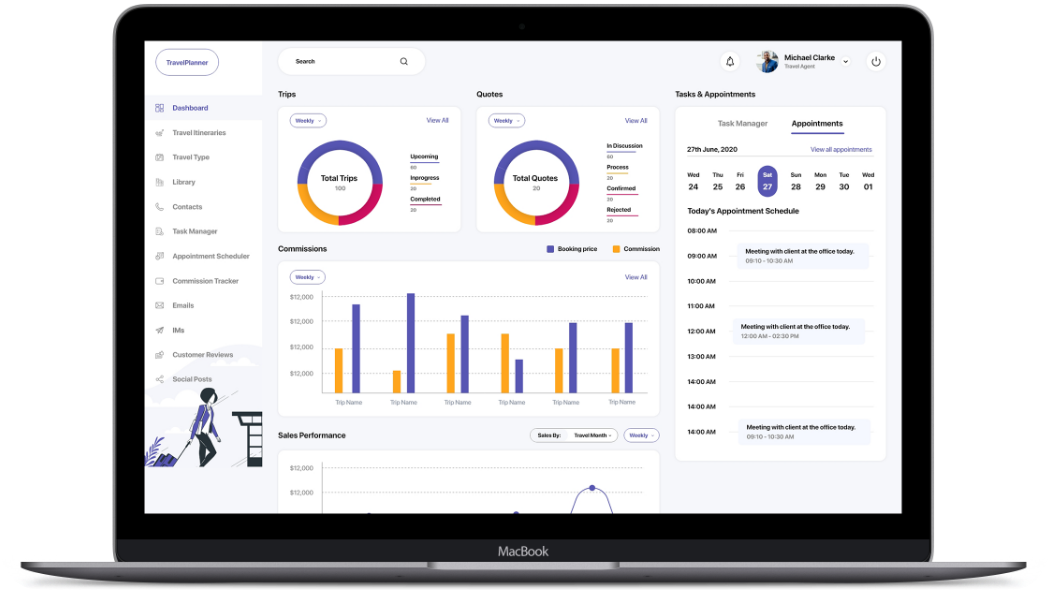 TravelPlanner
Search
Michael Clarke
Travel Agent
Dashboard
Travel Itineraries
Travel Type
Library
Contacts
Task Manager
Appointment Scheduler
Commission Tracker
Emails
IMs
Customer Reviews
Social Posts
Trips
Weekly
View All
Total Trips
100
Upcoming
60
Inprogress
20
Completed
20
Quotes
Weekly
View All
Total Quotes
20
In Discussion
60
Process
20
Confirmed
20
Rejected
20
Commissions
Booking price
Commission
Weekly
View All
$12,000
$12,000
$12,000
$12,000
Trip Name Trip Name Trip Name Trip Name Trip Name Trip Name
Sales Performance
Sales By: Travel Month
Weekly
$12,000
$12,000
Tasks & Appointments
Task Manager
Appointments
27th June, 2020
View all appointments
Wed Thu Fri Sat Sun Mon Tue Wed
24 25 26 27 28 29 30 01
Today's Appointment Schedule
08:00 AM
09:00 AM
Meeting with client at the office today.
09:10 - 10:30 AM
10:00 AM
11:00 AM
12:00 AM
Meeting with client at the office today.
12:00 AM - 02:30 PM
13:00 AM
14:00 AM
14:00 AM
14:00 AM
Meeting with client at the office today.
09:10 - 10:30 AM
MacBook